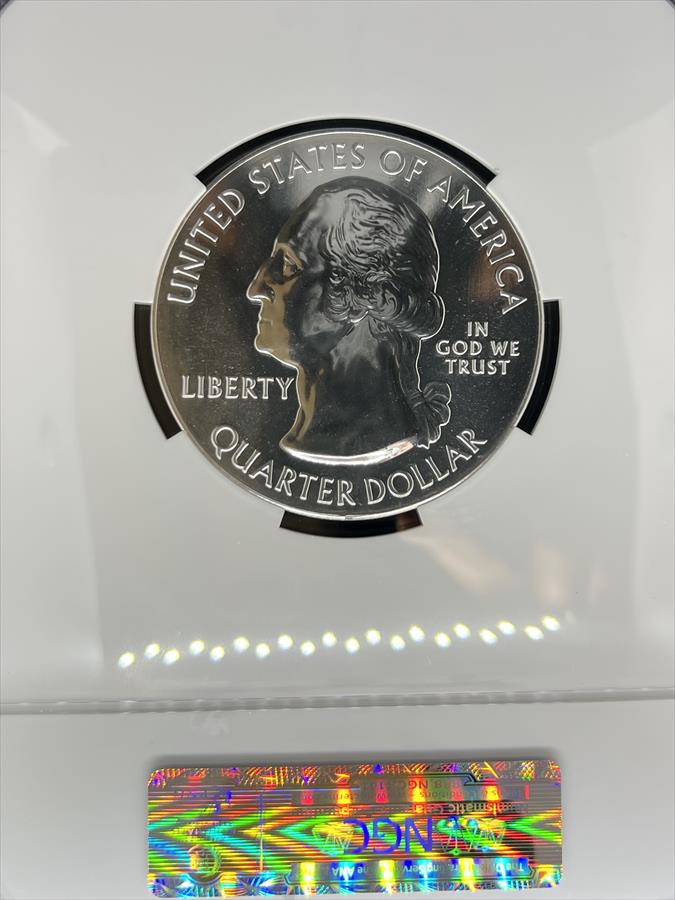 UNITED STATES OF AMERICA
IN
GOD WE
TRUST
LIBERTY
QUARTER DOLLAR
NGC